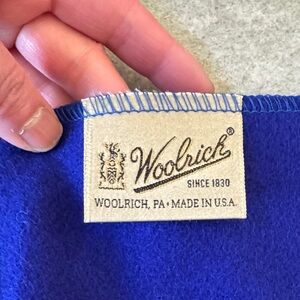 Woolrich®
SINCE 1830
WOOLRICH, PA • MADE IN U.S.A.